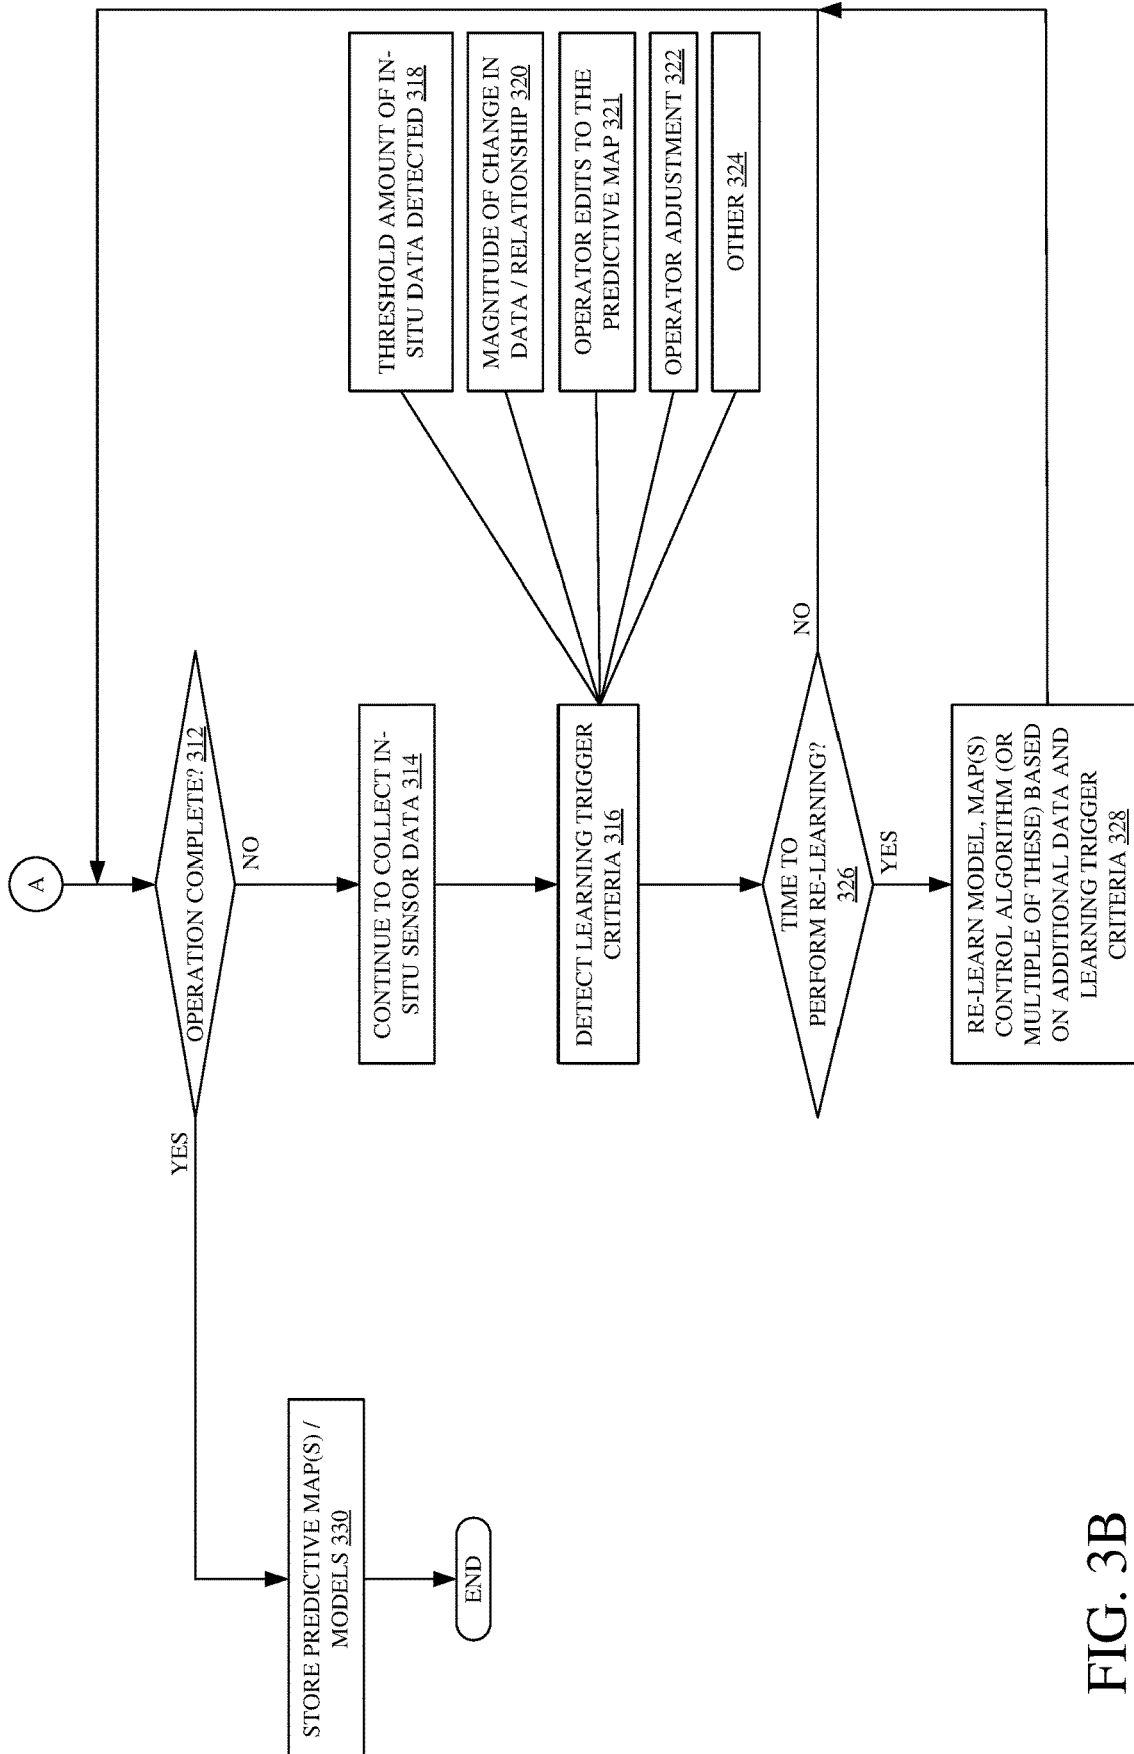 A
OPERATION COMPLETE? 312
YES
NO
STORE PREDICTIVE MAP(S) /
MODELS 330
END
CONTINUE TO COLLECT IN-
SITU SENSOR DATA 314
DETECT LEARNING TRIGGER
CRITERIA 316
THRESHOLD AMOUNT OF IN-
SITU DATA DETECTED 318
MAGNITUDE OF CHANGE IN
DATA / RELATIONSHIP 320
OPERATOR EDITS TO THE
PREDICTIVE MAP 321
OPERATOR ADJUSTMENT 322
OTHER 324
TIME TO
PERFORM RE-LEARNING?
326
NO
YES
RE-LEARN MODEL, MAP(S)
CONTROL ALGORITHM (OR
MULTIPLE OF THESE) BASED
ON ADDITIONAL DATA AND
LEARNING TRIGGER
CRITERIA 328
FIG. 3B